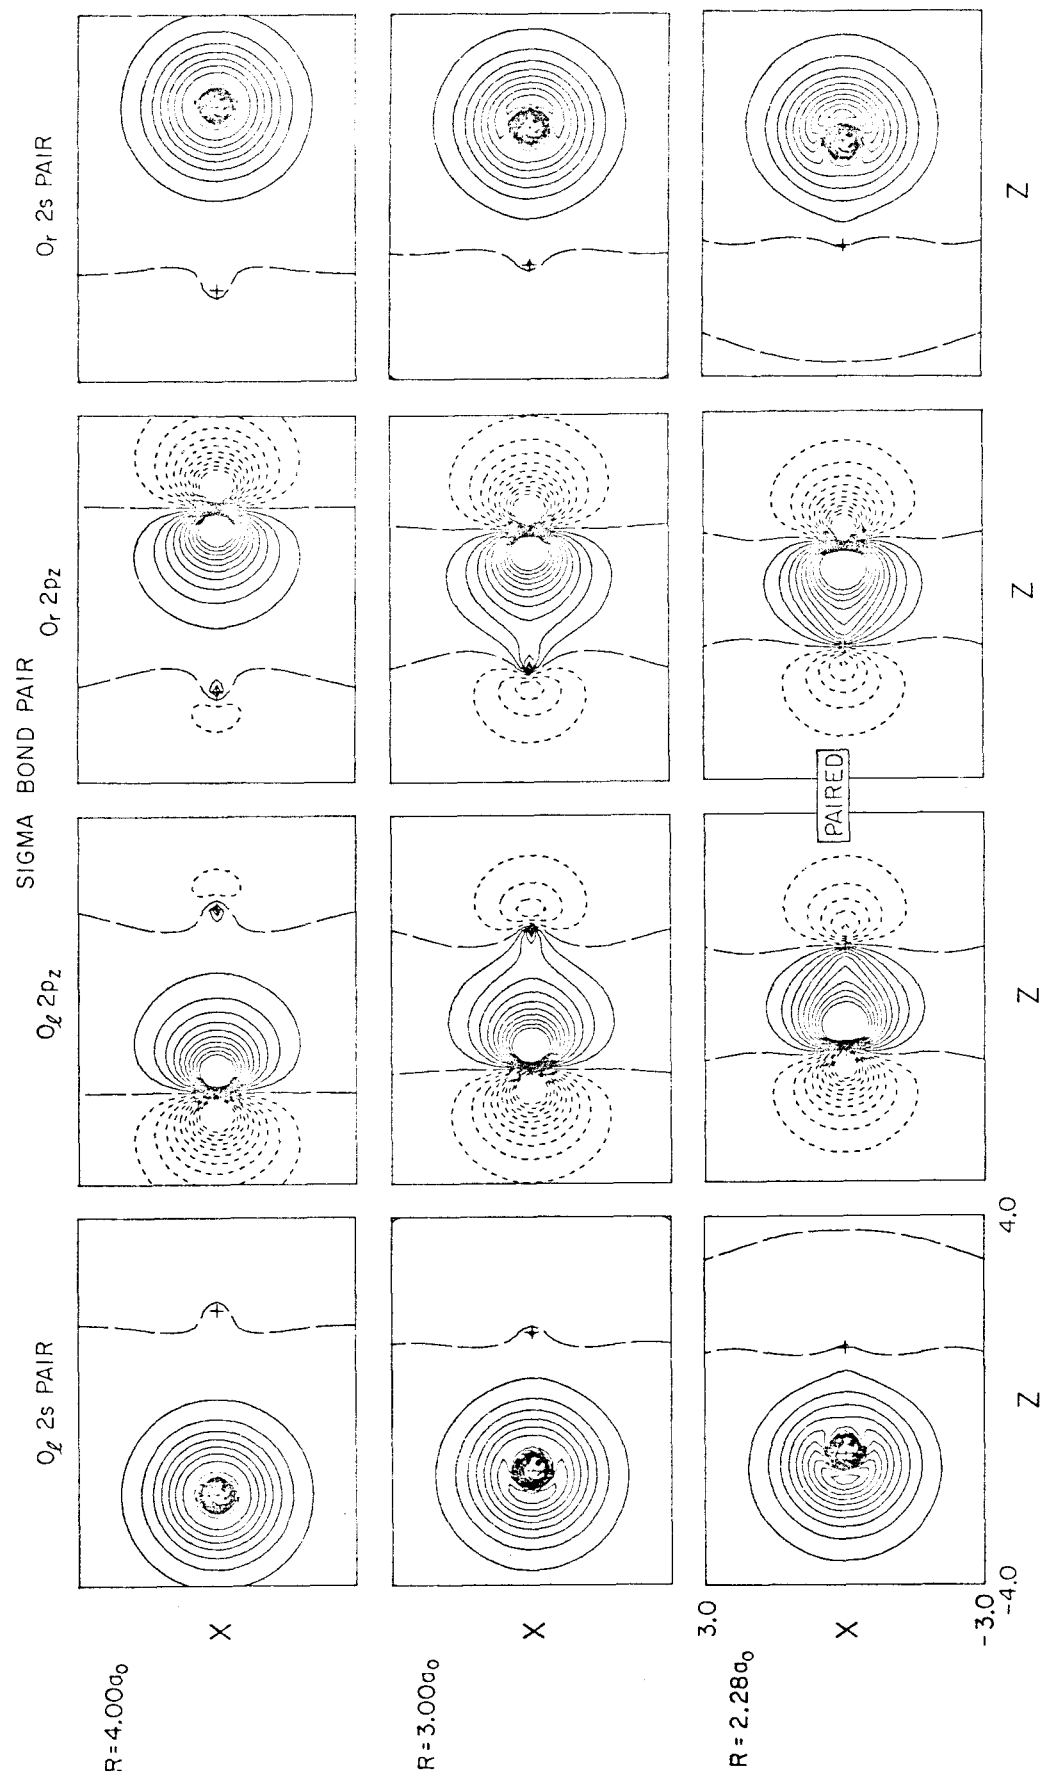 SIGMA BOND PAIR
Oℓ 2s PAIR
Oℓ 2pz
Or 2pz
Or 2s PAIR
R=4.00a₀
X
R=3.00a₀
X
R=2.28a₀
3.0
X
-3.0
-4.0
4.0
PAIRED
Z
Z
Z
Z